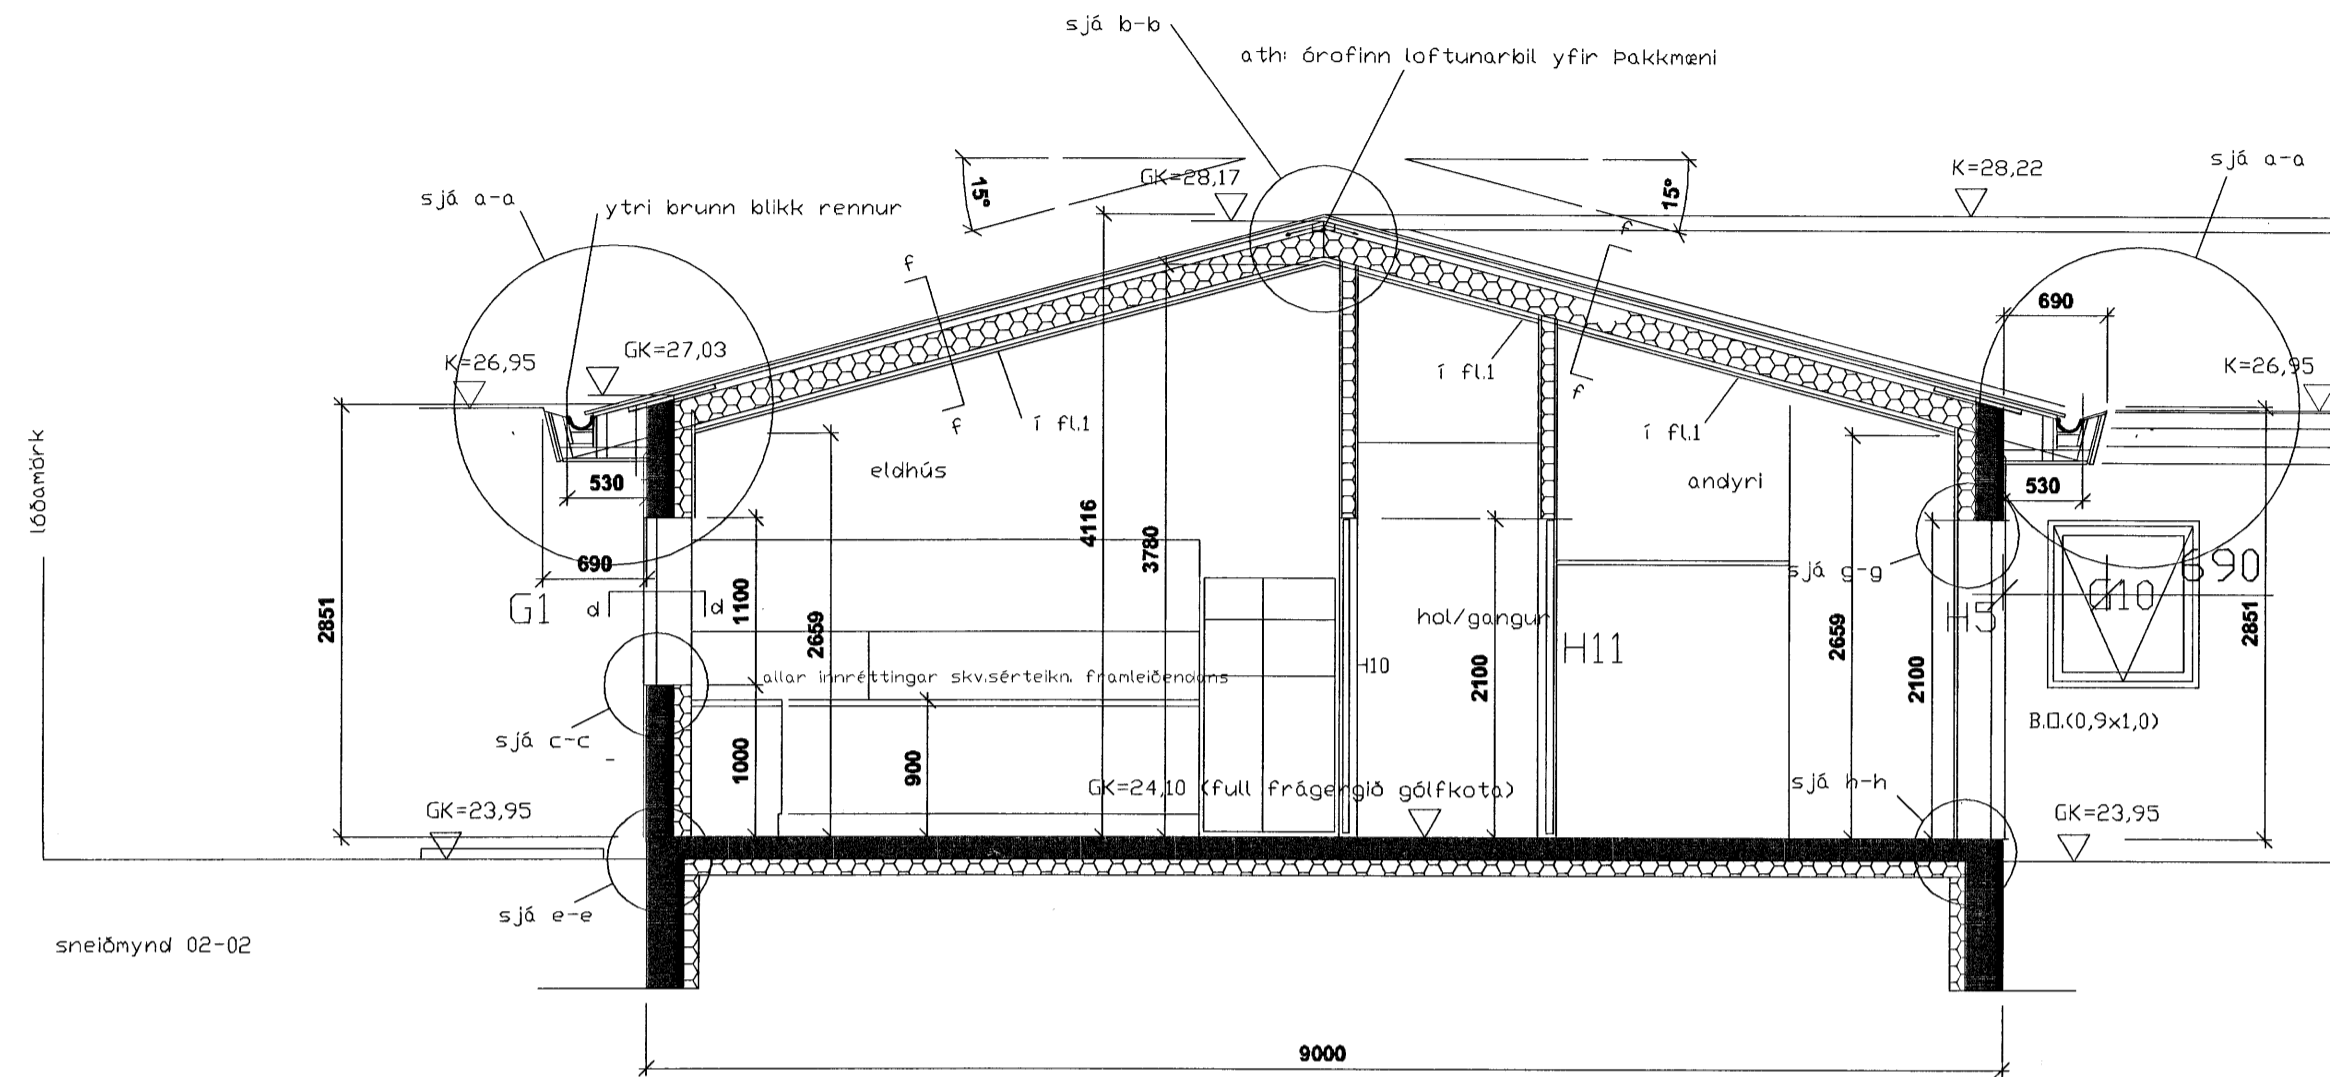 sjá b-b
ath: órofinn loftunarbil yfir Þakkmæni
sjá a-a
ytri brunn blikk rennur
15°
GK=28,17
15°
K=28,22
sjá a-a
f
f
690
K=26,95
GK=27,03
K=26,95
f
í fl.1
í fl.1
f
í fl.1
lóðamörk
530
eldhús
andyri
530
4116
3780
690
G1
d
d
1100
2659
2851
sjá g-g
690
G10
H5
2851
hol/gangur
H11
H10
2659
2100
2100
allar innréttingar skv.sérteikn. framleiðendans
B.O.(0,9x1,0)
sjá c-c
1000
900
GK=24,10 (full frágengið gólfkota)
sjá h-h
GK=23,95
GK=23,95
sjá e-e
sneiðmynd 02-02
9000